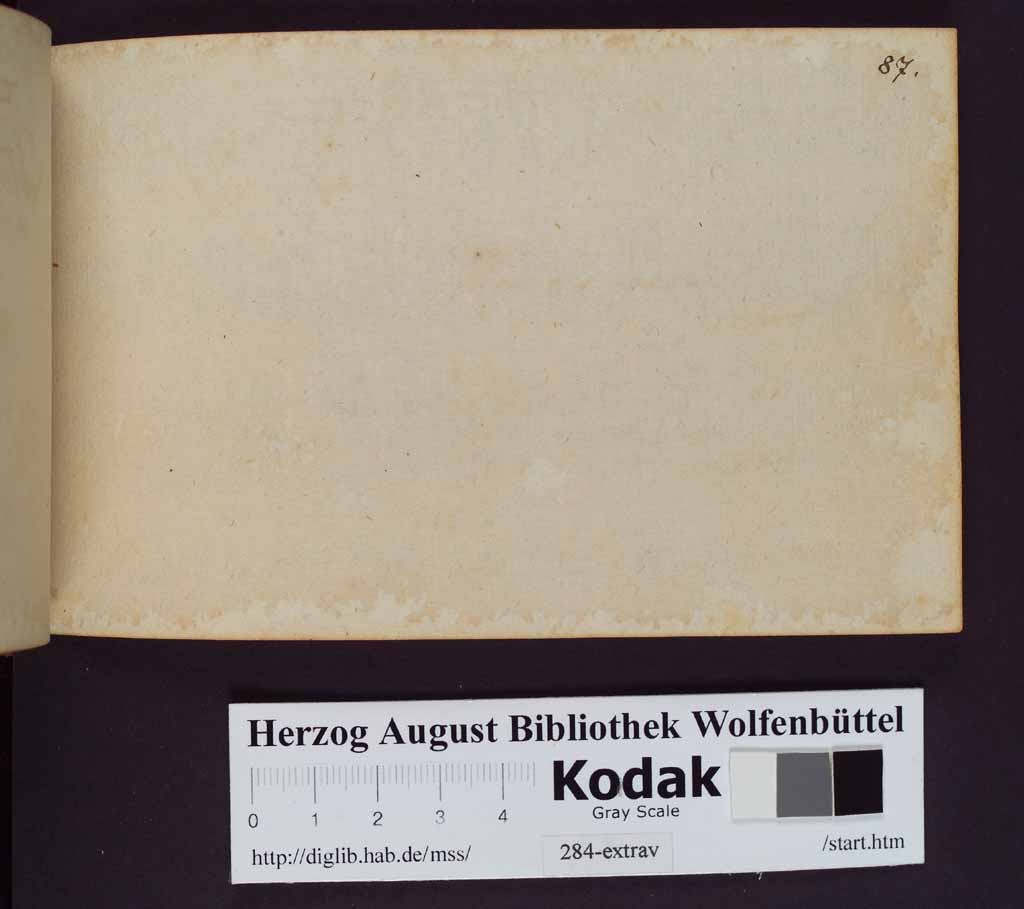 87.
Herzog August Bibliothek Wolfenbüttel
Kodak
Gray Scale
0 1 2 3 4
http://diglib.hab.de/mss/ 284-extrav /start.htm